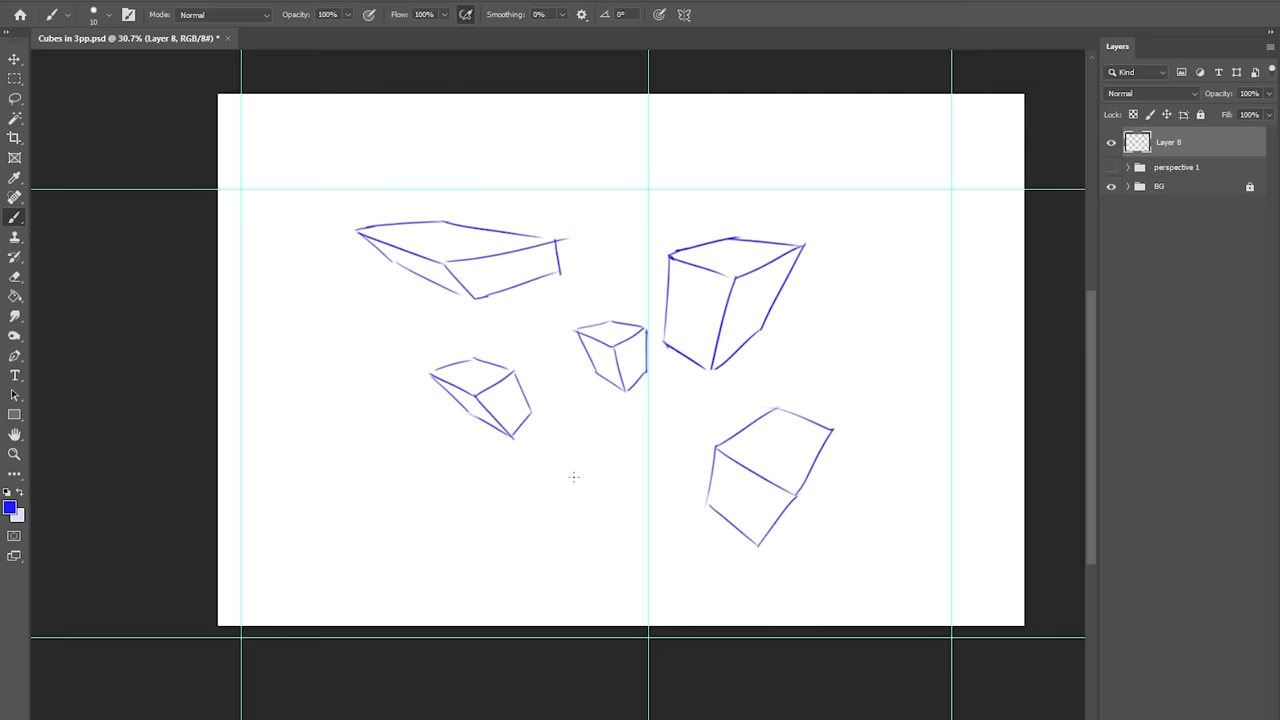 10 Mode: Normal Opacity: 100% Flow: 100% Smoothing: 0% 0°
Cubes in 3pp.psd @ 30.7% (Layer 8, RGB/8#) * ×
Layers
Kind
Normal Opacity: 100%
Lock: Fill: 100%
Layer 8
perspective 1
BG